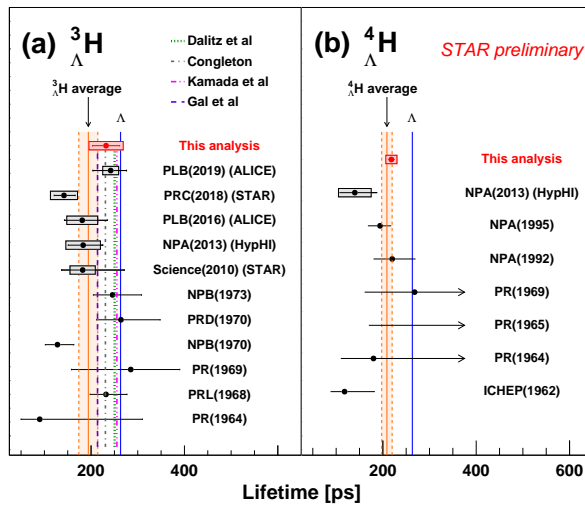 (a) ³ΛH
Dalitz et al
Congleton
Kamada et al
Gal et al
³ΛH average
Λ
This analysis
PLB(2019) (ALICE)
PRC(2018) (STAR)
PLB(2016) (ALICE)
NPA(2013) (HypHI)
Science(2010) (STAR)
NPB(1973)
PRD(1970)
NPB(1970)
PR(1969)
PRL(1968)
PR(1964)
200
400
(b) ⁴ΛH
STAR preliminary
⁴ΛH average
Λ
This analysis
NPA(2013) (HypHI)
NPA(1995)
NPA(1992)
PR(1969)
PR(1965)
PR(1964)
ICHEP(1962)
0
200
400
600
Lifetime [ps]